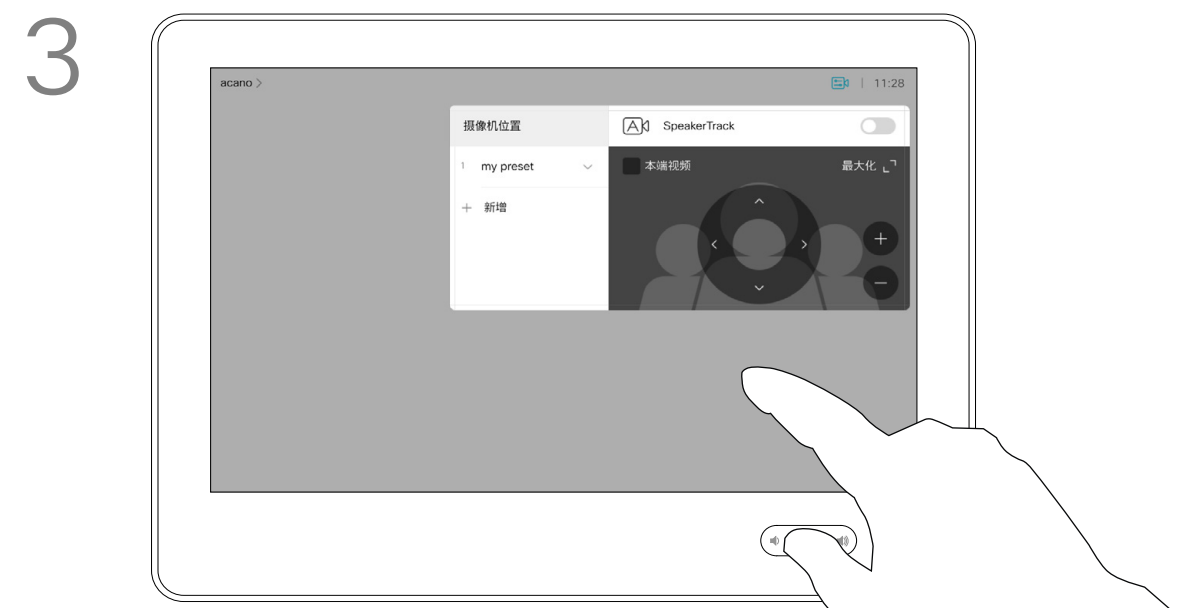 3
acano >
11:28
摄像机位置
SpeakerTrack
1 my preset
本端视频
最大化
+ 新增